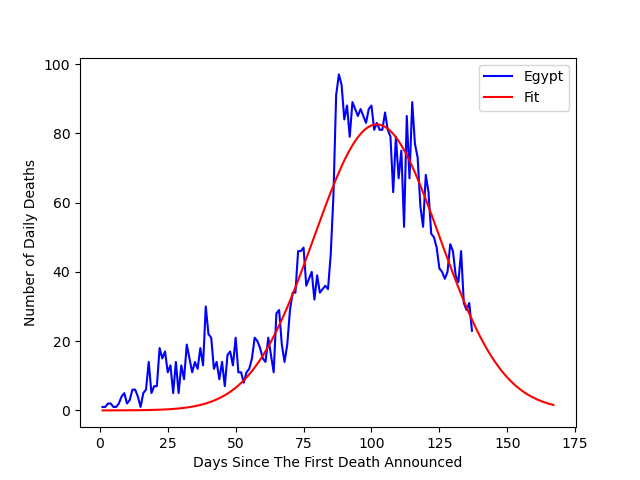 Egypt
Fit
100
80
60
40
20
0
Number of Daily Deaths
0 25 50 75 100 125 150 175
Days Since The First Death Announced